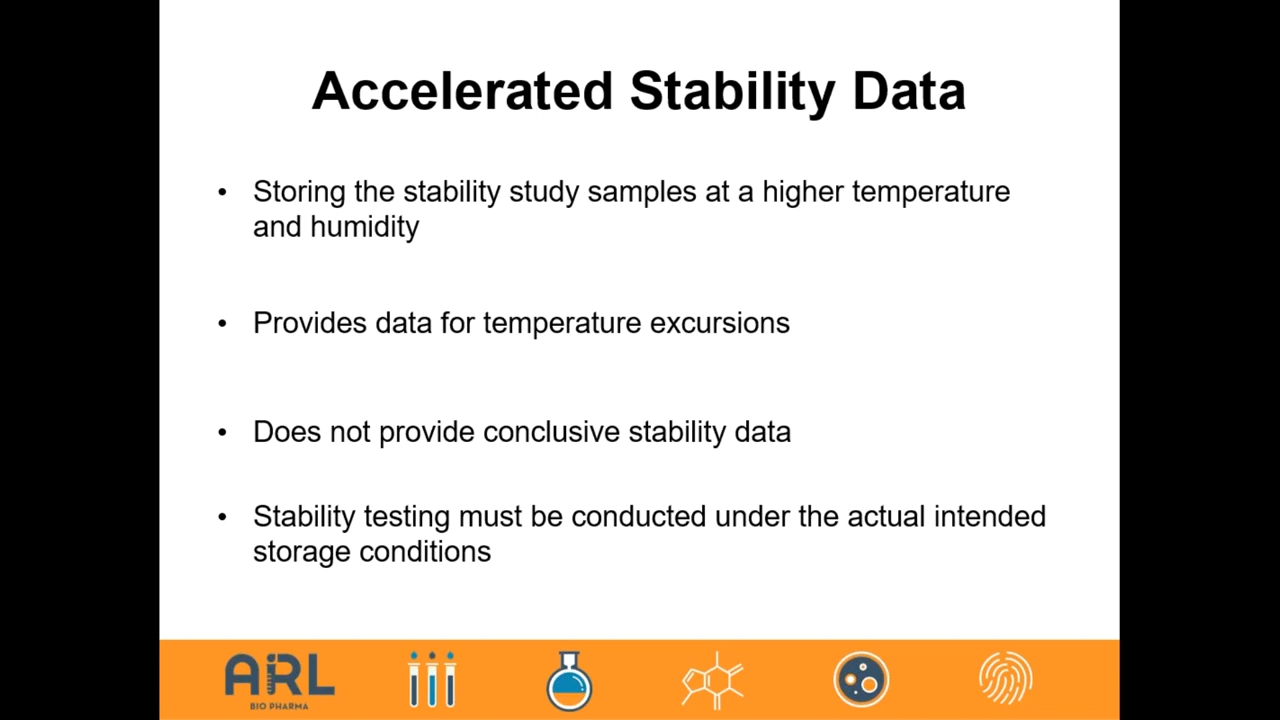 Accelerated Stability Data
• Storing the stability study samples at a higher temperature
and humidity
• Provides data for temperature excursions
• Does not provide conclusive stability data
• Stability testing must be conducted under the actual intended
storage conditions
ARL
BIO PHARMA